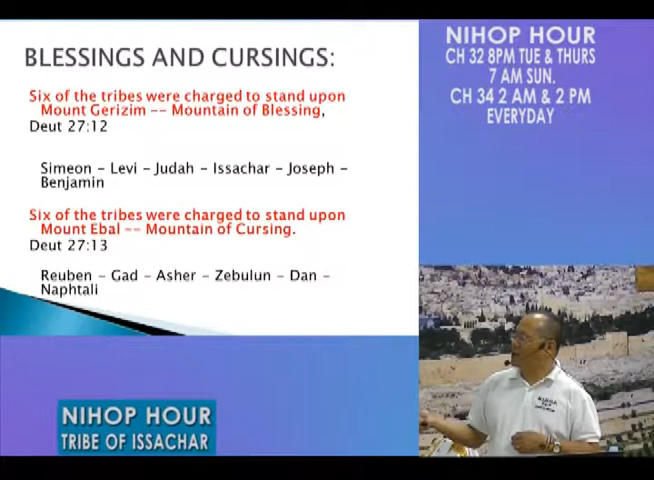 BLESSINGS AND CURSINGS:
Six of the tribes were charged to stand upon
Mount Gerizim -- Mountain of Blessing,
Deut 27:12
Simeon – Levi – Judah – Issachar – Joseph –
Benjamin
Six of the tribes were charged to stand upon
Mount Ebal -- Mountain of Cursing.
Deut 27:13
Reuben – Gad – Asher – Zebulun – Dan –
Naphtali
NIHOP HOUR
CH 32 8PM TUE & THURS
7 AM SUN.
CH 34 2 AM & 2 PM
EVERYDAY
NIHOP HOUR
TRIBE OF ISSACHAR